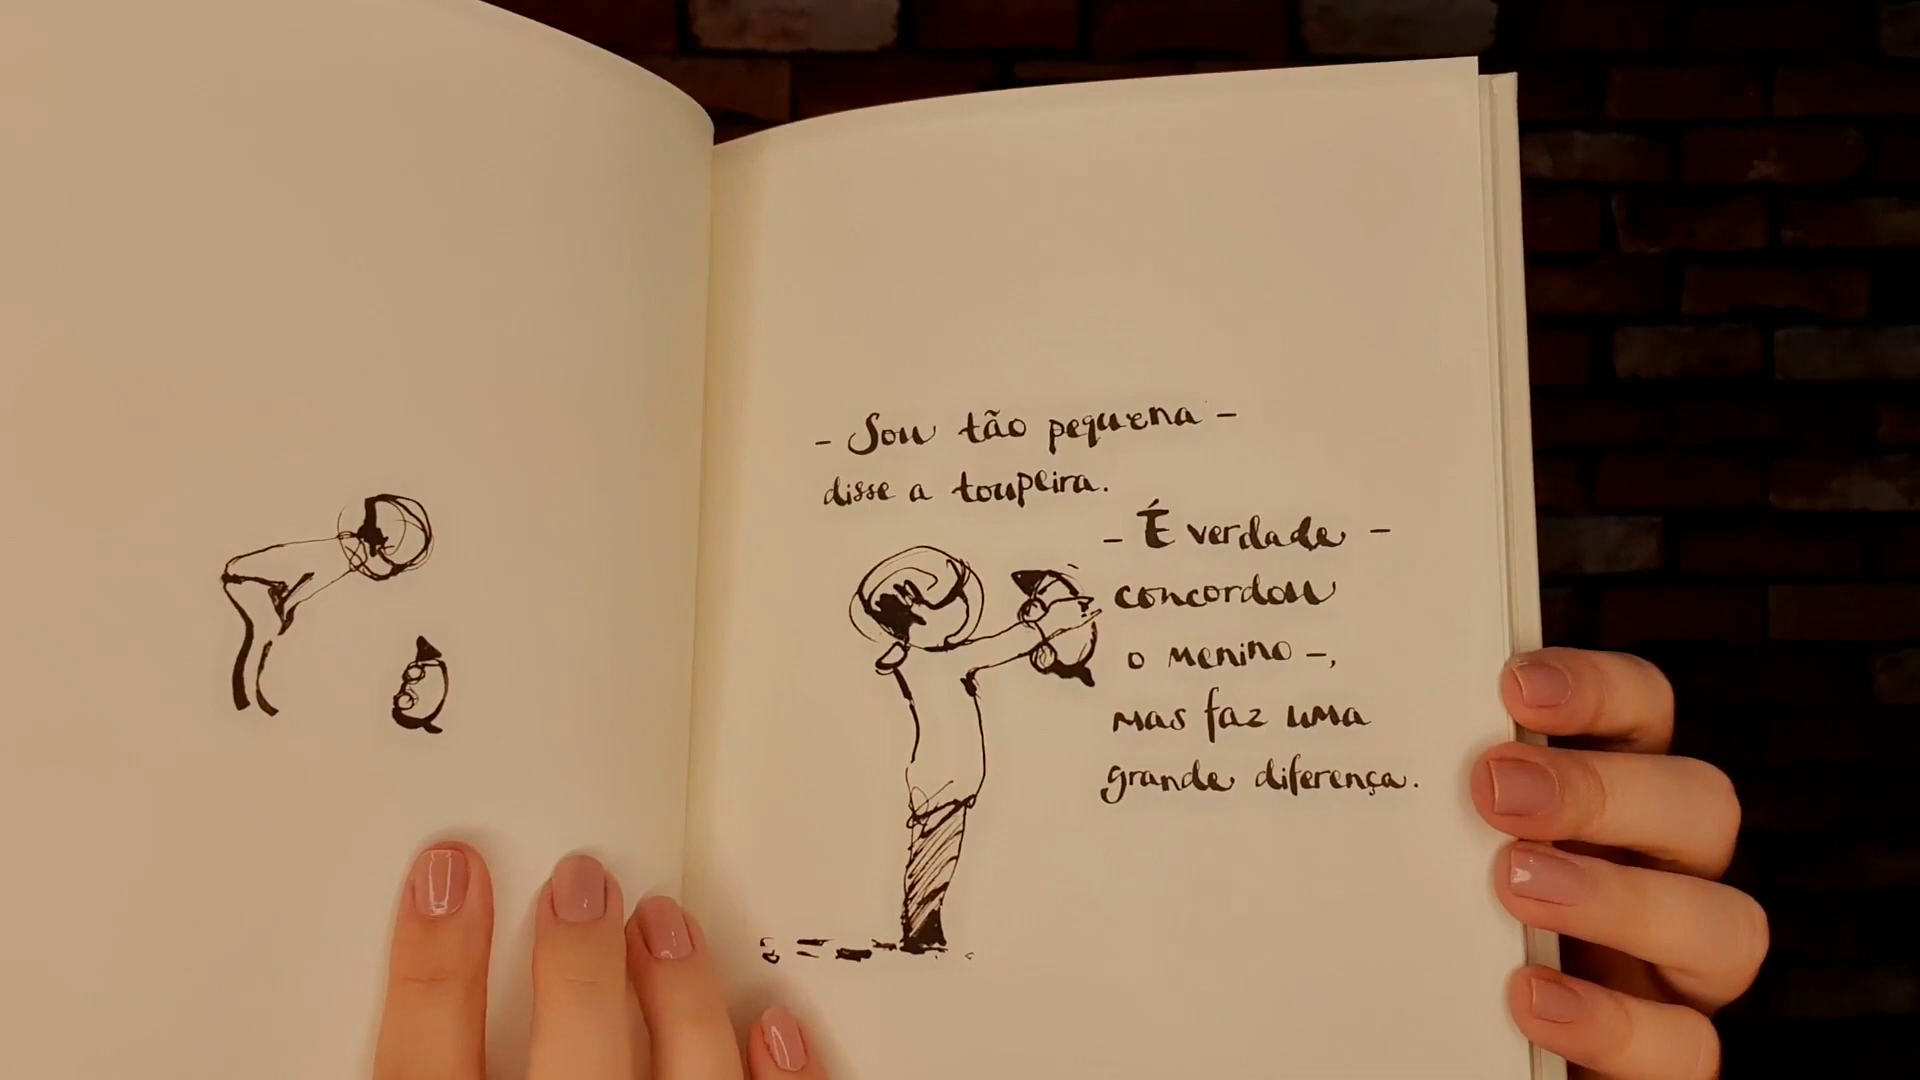 – Sou tão pequena –
disse a toupeira.
– É verdade –
concordou
o menino –,
mas faz uma
grande diferença.